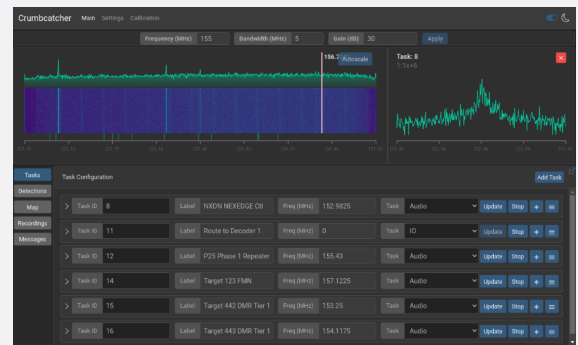 Crumbcatcher Main Settings Calibration
Frequency (MHz) 155 Bandwidth (MHz) 5 Gain (dB) 30 Apply
156.7 Autoscale
Task: 8
1:1e+6
Tasks
Detections
Map
Recordings
Messages
Task Configuration Add Task
Task ID 8 Label NXDN NEXEDGE Ctl Freq (MHz) 152.9825 Task Audio Update Stop + ≡
Task ID 11 Label Route to Decoder 1 Freq (MHz) 0 Task IO Update Stop + ≡
Task ID 12 Label P25 Phase 1 Repeater Freq (MHz) 155.43 Task Audio Update Stop + ≡
Task ID 14 Label Target 123 FMN Freq (MHz) 157.1225 Task Audio Update Stop + ≡
Task ID 15 Label Target 442 DMR Tier 1 Freq (MHz) 153.25 Task Audio Update Stop + ≡
Task ID 16 Label Target 443 DMR Tier 1 Freq (MHz) 154.1175 Task Audio Update Stop + ≡